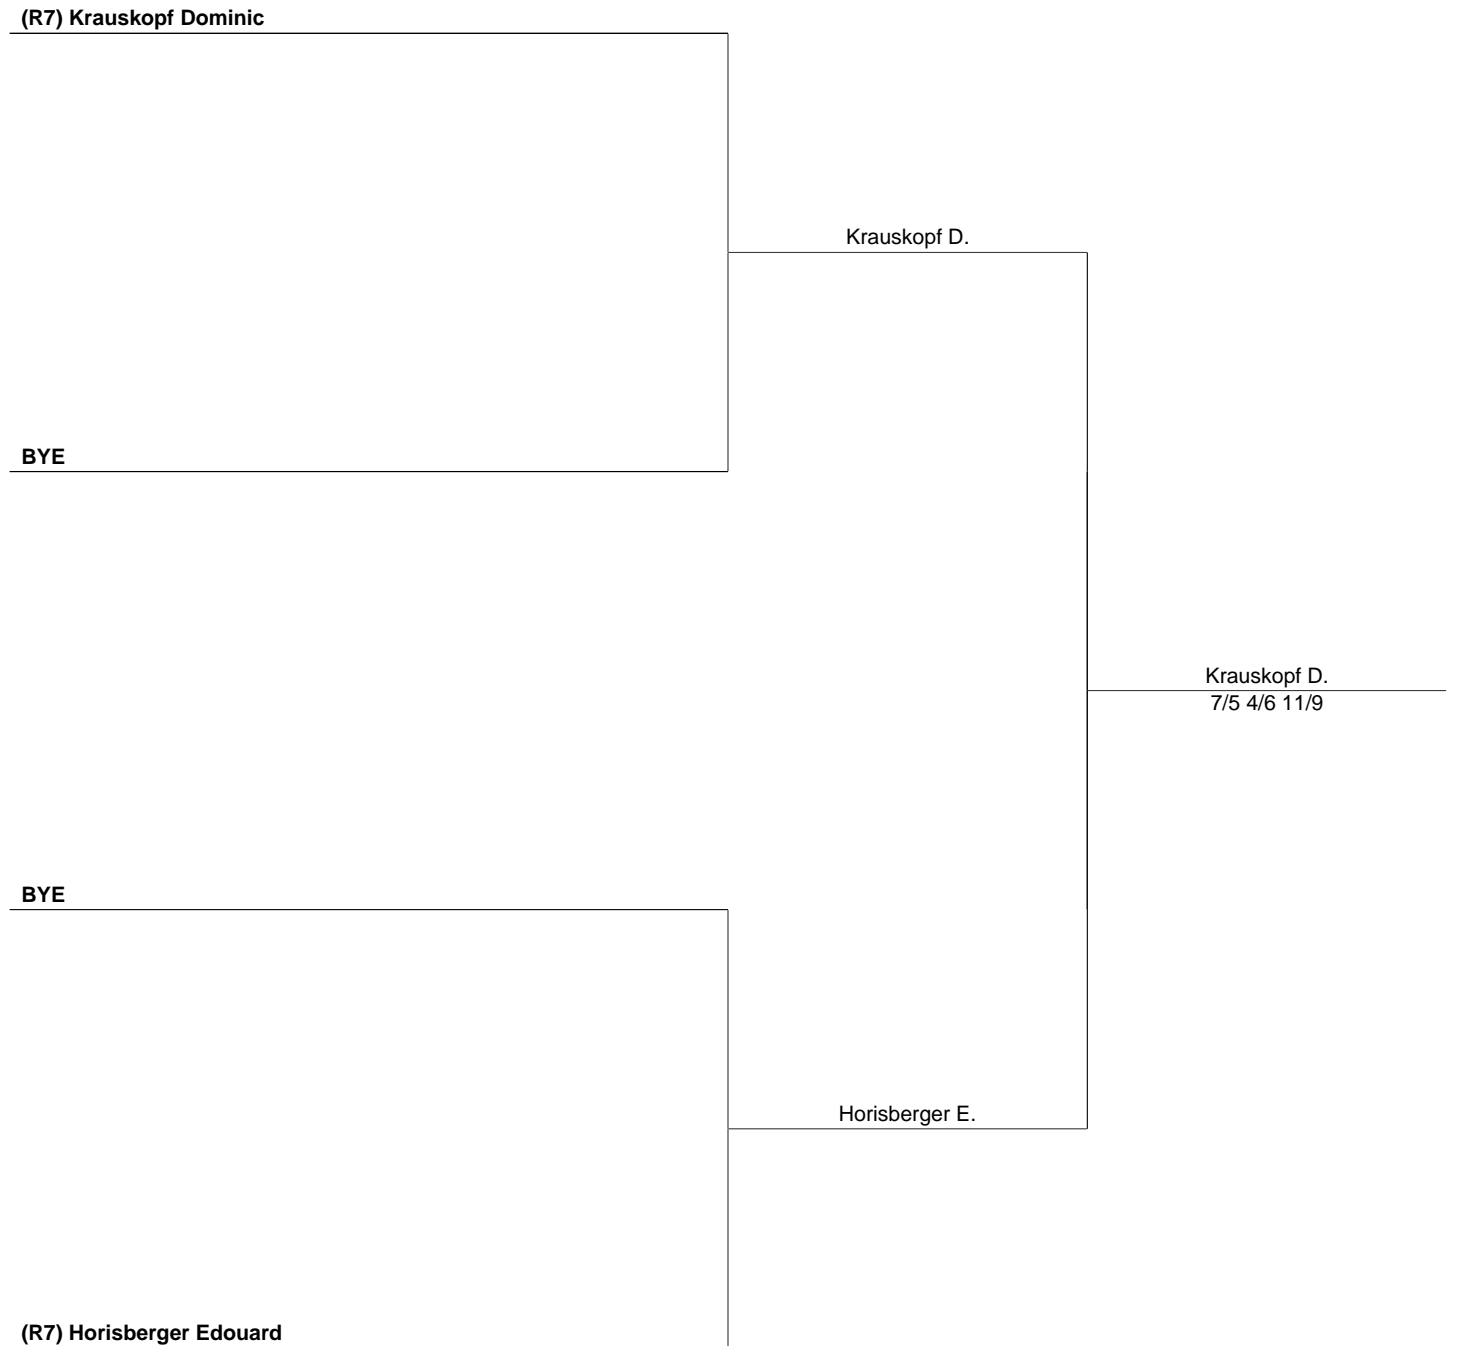 (R7) Krauskopf Dominic
Krauskopf D.
BYE
Krauskopf D.
7/5 4/6 11/9
BYE
Horisberger E.
(R7) Horisberger Edouard